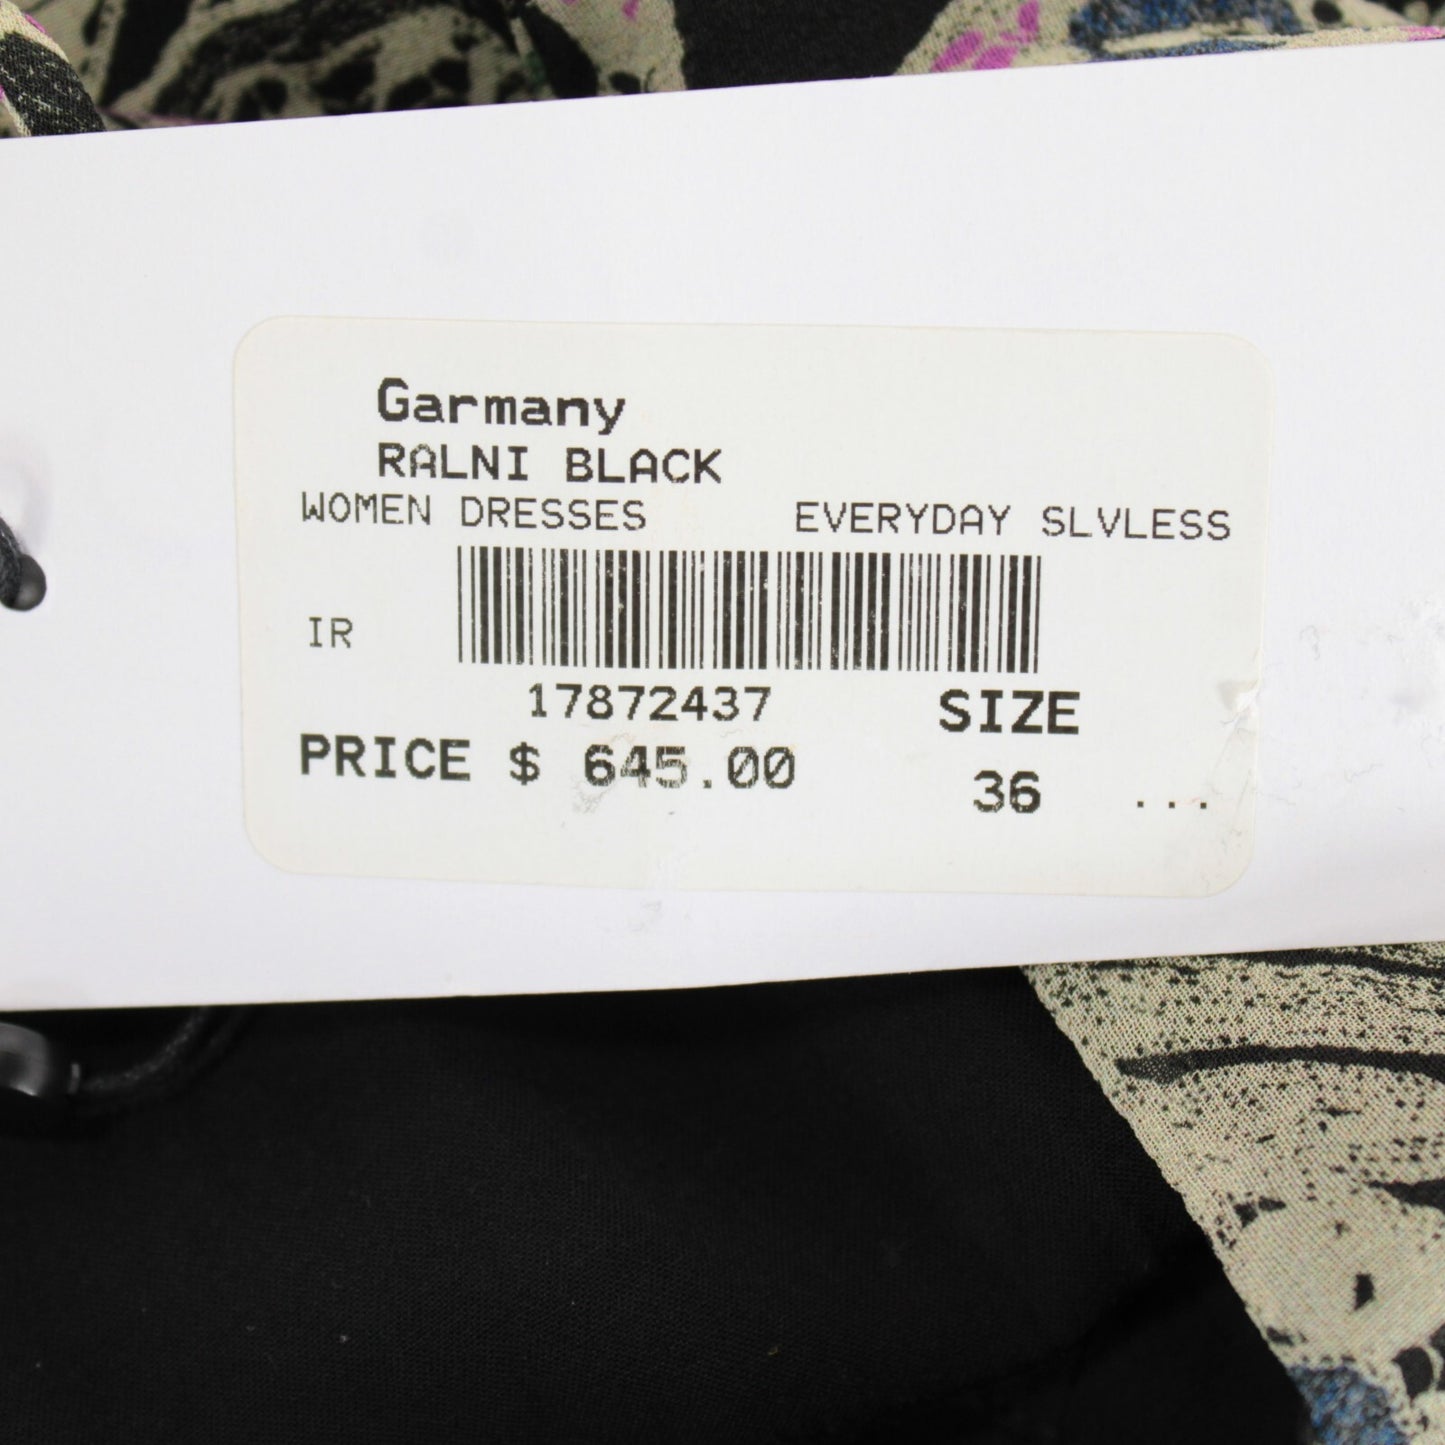 Garmany
RALNI BLACK
WOMEN DRESSES EVERYDAY SLVLESS
IR
17872437 SIZE
PRICE $ 645.00 36 ...